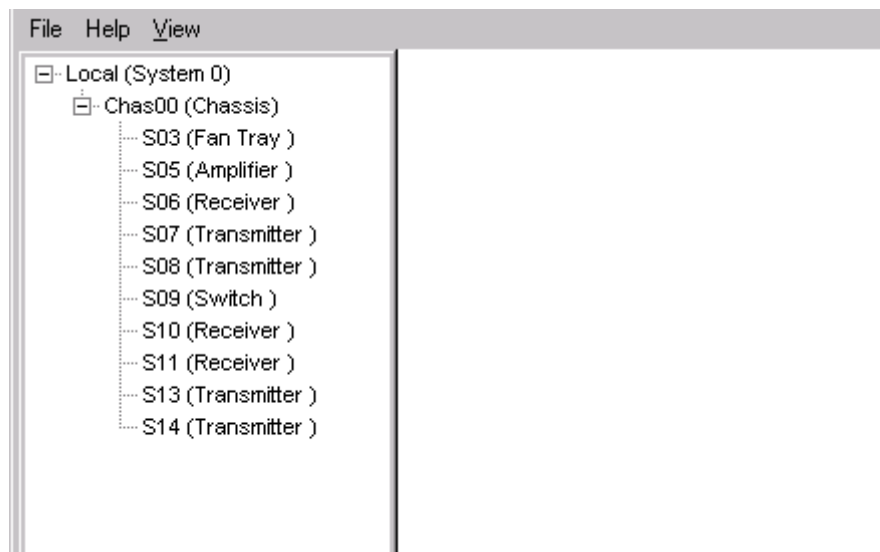 File Help View
Local (System 0)
Chas00 (Chassis)
S03 (Fan Tray )
S05 (Amplifier )
S06 (Receiver )
S07 (Transmitter )
S08 (Transmitter )
S09 (Switch )
S10 (Receiver )
S11 (Receiver )
S13 (Transmitter )
S14 (Transmitter )